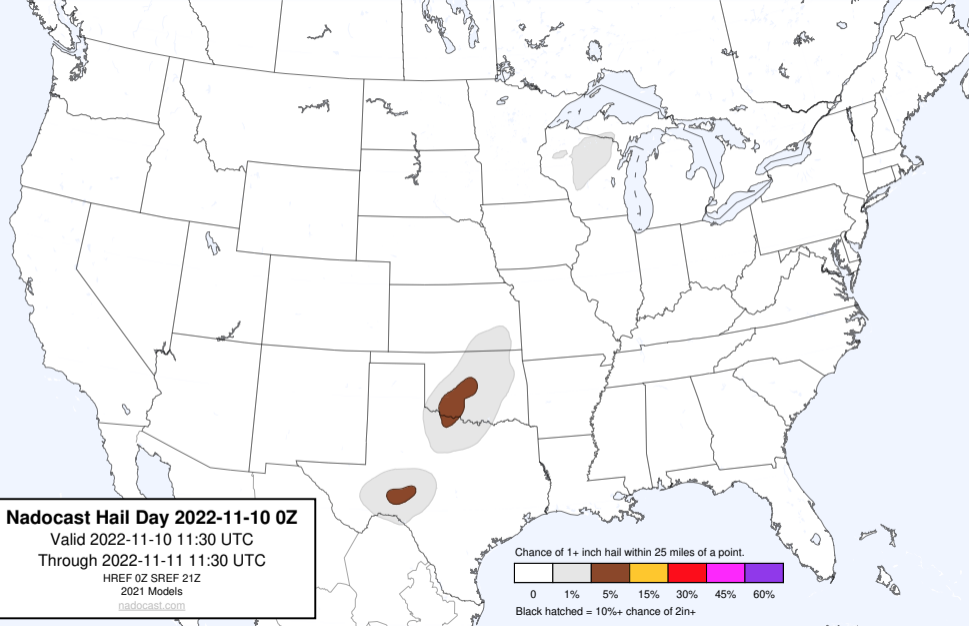 Nadocast Hail Day 2022-11-10 0Z
Valid 2022-11-10 11:30 UTC
Through 2022-11-11 11:30 UTC
HREF 0Z SREF 21Z
2021 Models
nadocast.com
Chance of 1+ inch hail within 25 miles of a point.
0 1% 5% 15% 30% 45% 60%
Black hatched = 10%+ chance of 2in+